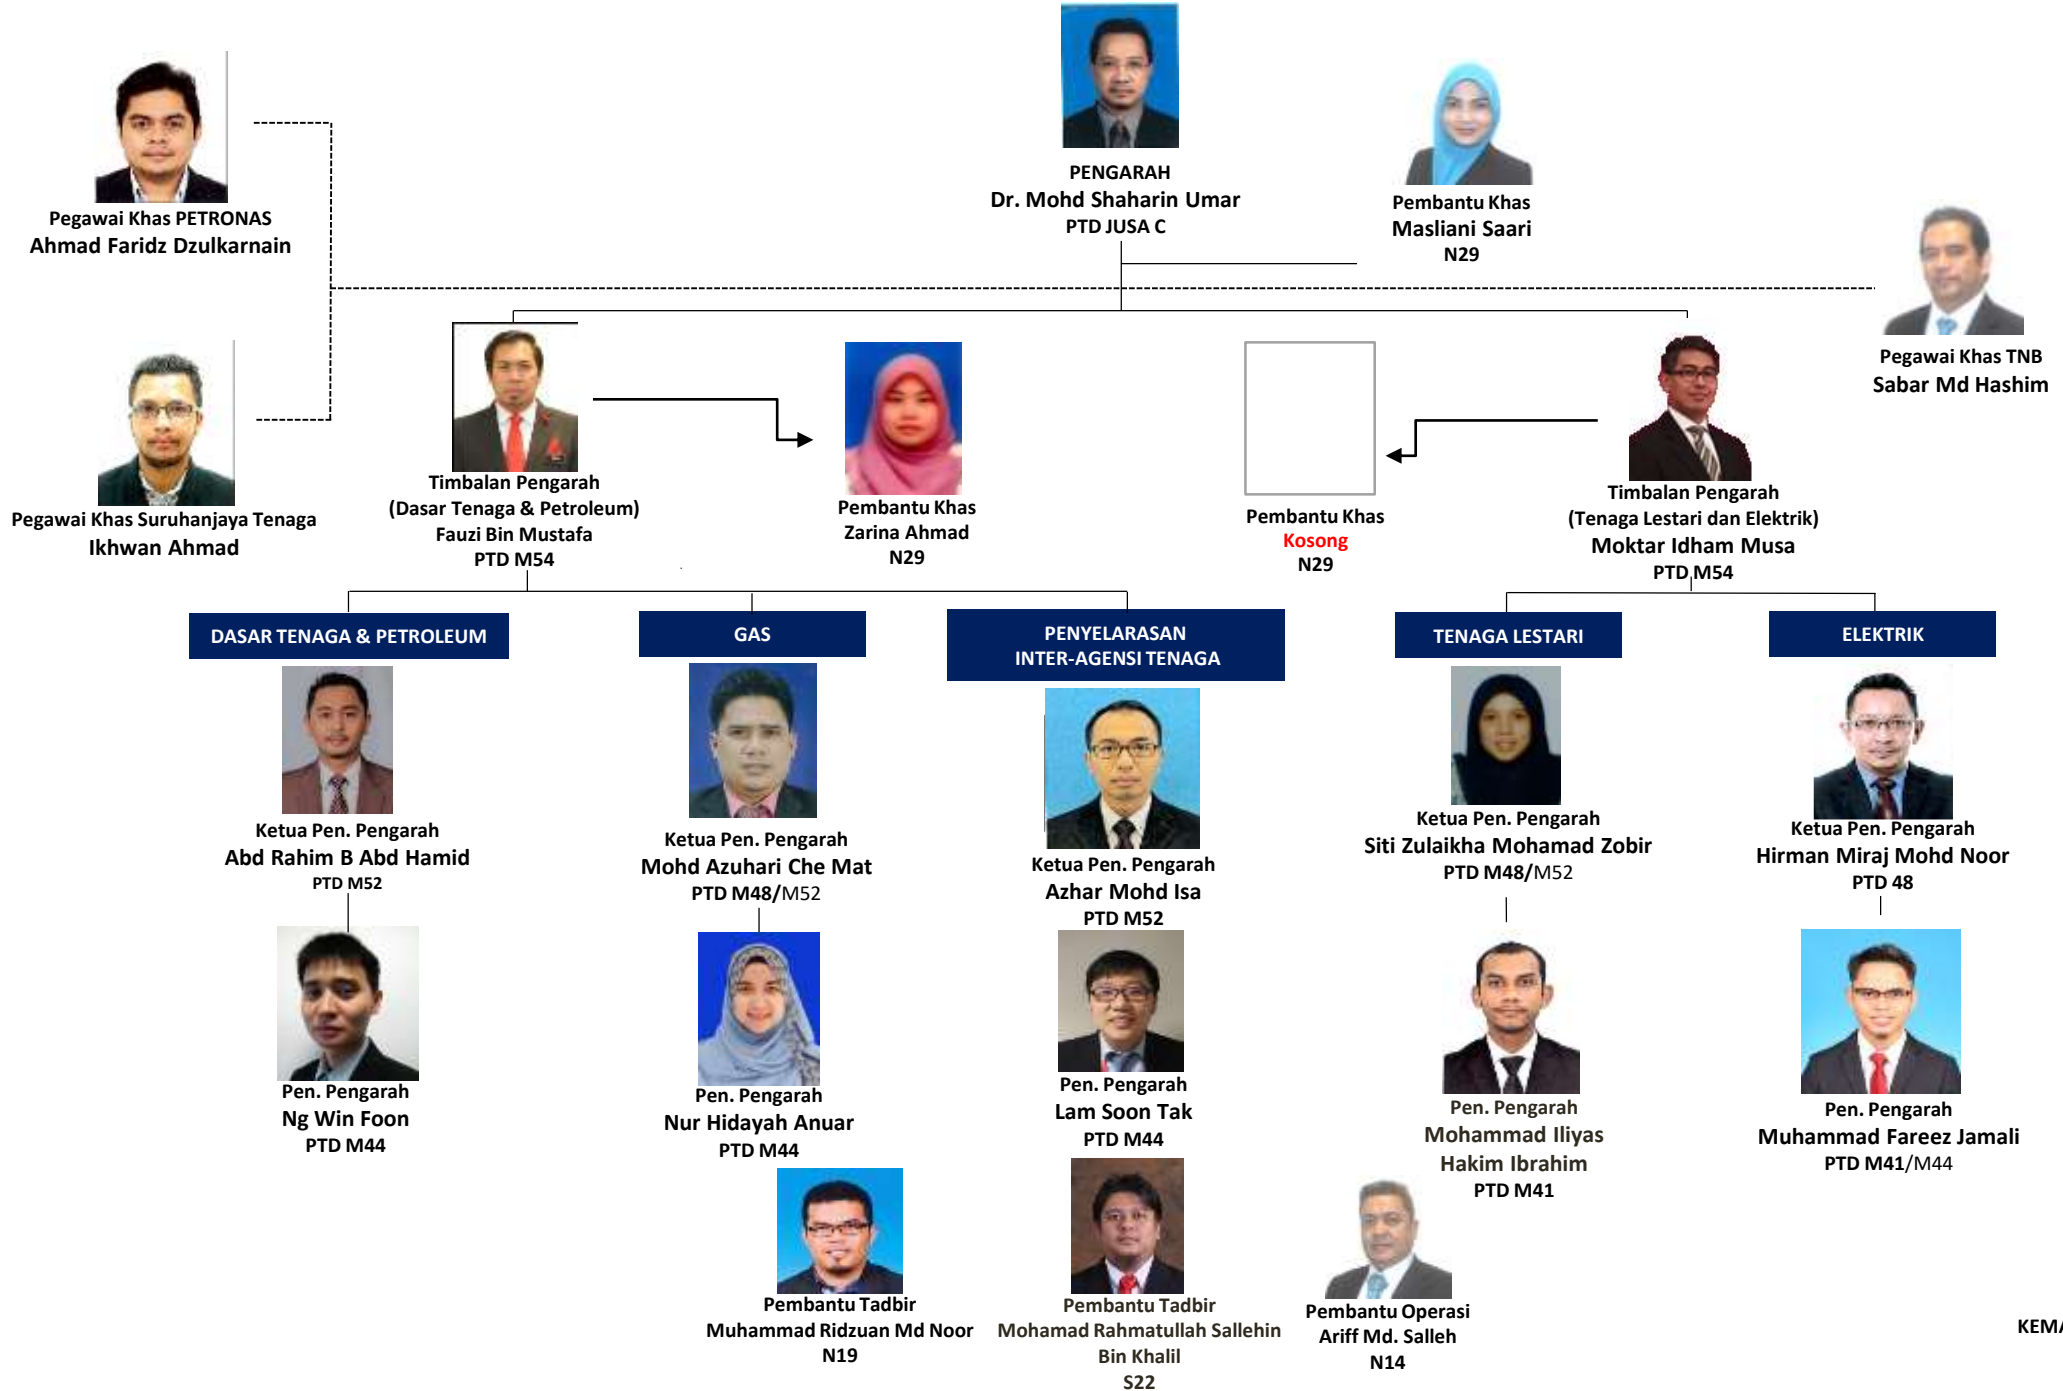 PENGARAH
Dr. Mohd Shaharin Umar
PTD JUSA C
Pembantu Khas
Masliani Saari
N29
Pegawai Khas PETRONAS
Ahmad Faridz Dzulkarnain
Pegawai Khas TNB
Sabar Md Hashim
Pegawai Khas Suruhanjaya Tenaga
Ikhwan Ahmad
Timbalan Pengarah
(Dasar Tenaga & Petroleum)
Fauzi Bin Mustafa
PTD M54
Pembantu Khas
Zarina Ahmad
N29
Pembantu Khas
Kosong
N29
Timbalan Pengarah
(Tenaga Lestari dan Elektrik)
Moktar Idham Musa
PTD M54
DASAR TENAGA & PETROLEUM
GAS
PENYELARASAN
INTER-AGENSI TENAGA
TENAGA LESTARI
ELEKTRIK
Ketua Pen. Pengarah
Abd Rahim B Abd Hamid
PTD M52
Ketua Pen. Pengarah
Mohd Azuhari Che Mat
PTD M48/M52
Ketua Pen. Pengarah
Azhar Mohd Isa
PTD M52
Ketua Pen. Pengarah
Siti Zulaikha Mohamad Zobir
PTD M48/M52
Ketua Pen. Pengarah
Hirman Miraj Mohd Noor
PTD 48
Pen. Pengarah
Ng Win Foon
PTD M44
Pen. Pengarah
Nur Hidayah Anuar
PTD M44
Pen. Pengarah
Lam Soon Tak
PTD M44
Pen. Pengarah
Mohammad Iliyas
Hakim Ibrahim
PTD M41
Pen. Pengarah
Muhammad Fareez Jamali
PTD M41/M44
Pembantu Tadbir
Muhammad Ridzuan Md Noor
N19
Pembantu Tadbir
Mohamad Rahmatullah Sallehin
Bin Khalil
S22
Pembantu Operasi
Ariff Md. Salleh
N14
KEMA